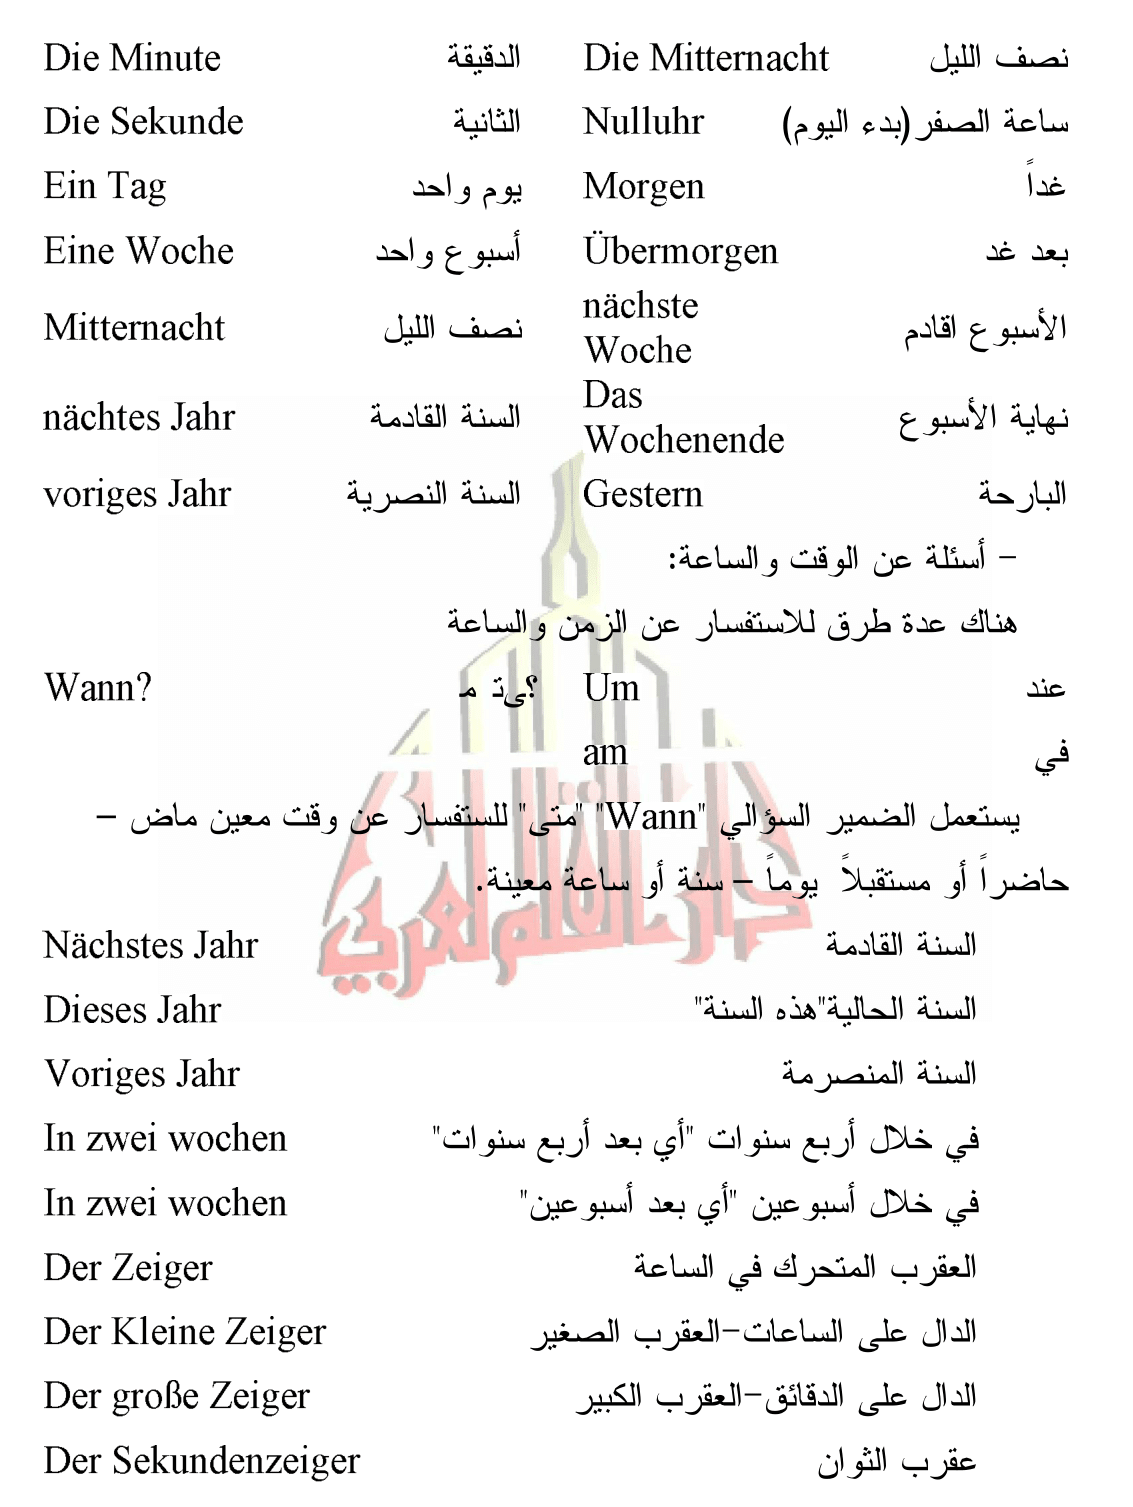 Die Minute الدقيقة Die Mitternacht نصف الليل
Die Sekunde الثانية Nulluhr ساعة الصفر(بدء اليوم)
Ein Tag يوم واحد Morgen غداً
Eine Woche أسبوع واحد Übermorgen بعد غد
Mitternacht نصف الليل nächste Woche الأسبوع اقادم
nächtes Jahr السنة القادمة Das Wochenende نهاية الأسبوع
voriges Jahr السنة النصرية Gestern البارحة
– أسئلة عن الوقت والساعة:
هناك عدة طرق للاستفسار عن الزمن والساعة
Wann? متى؟ Um عند
am في
يستعمل الضمير السؤالي "Wann" "متى" للستفسار عن وقت معين ماض –
حاضراً أو مستقبلاً يوماً – سنة أو ساعة معينة.
Nächstes Jahr السنة القادمة
Dieses Jahr السنة الحالية"هذه السنة"
Voriges Jahr السنة المنصرمة
In zwei wochen في خلال أربع سنوات "أي بعد أربع سنوات"
In zwei wochen في خلال أسبوعين "أي بعد أسبوعين"
Der Zeiger العقرب المتحرك في الساعة
Der Kleine Zeiger الدال على الساعات–العقرب الصغير
Der große Zeiger الدال على الدقائق–العقرب الكبير
Der Sekundenzeiger عقرب الثوان
دار القلم العربي